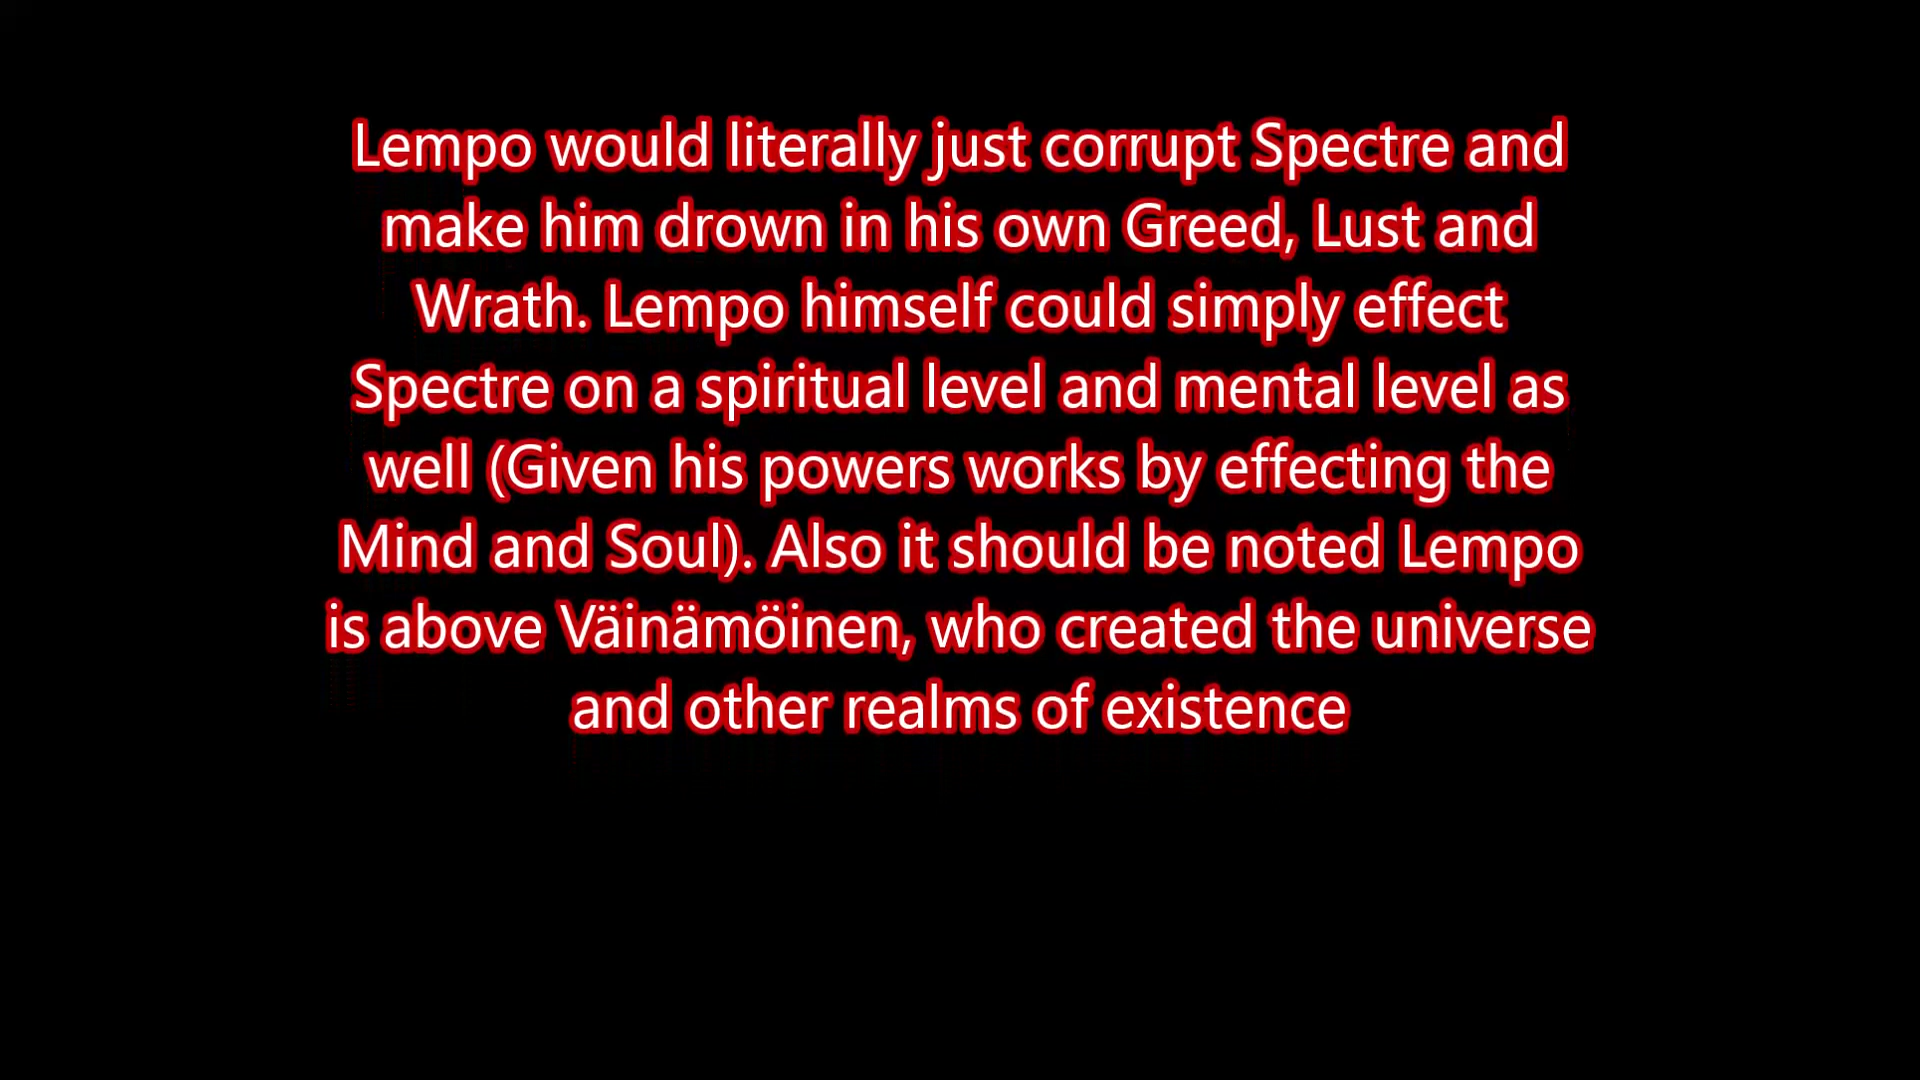 Lempo would literally just corrupt Spectre and
make him drown in his own Greed, Lust and
Wrath. Lempo himself could simply effect
Spectre on a spiritual level and mental level as
well (Given his powers works by effecting the
Mind and Soul). Also it should be noted Lempo
is above Väinämöinen, who created the universe
and other realms of existence